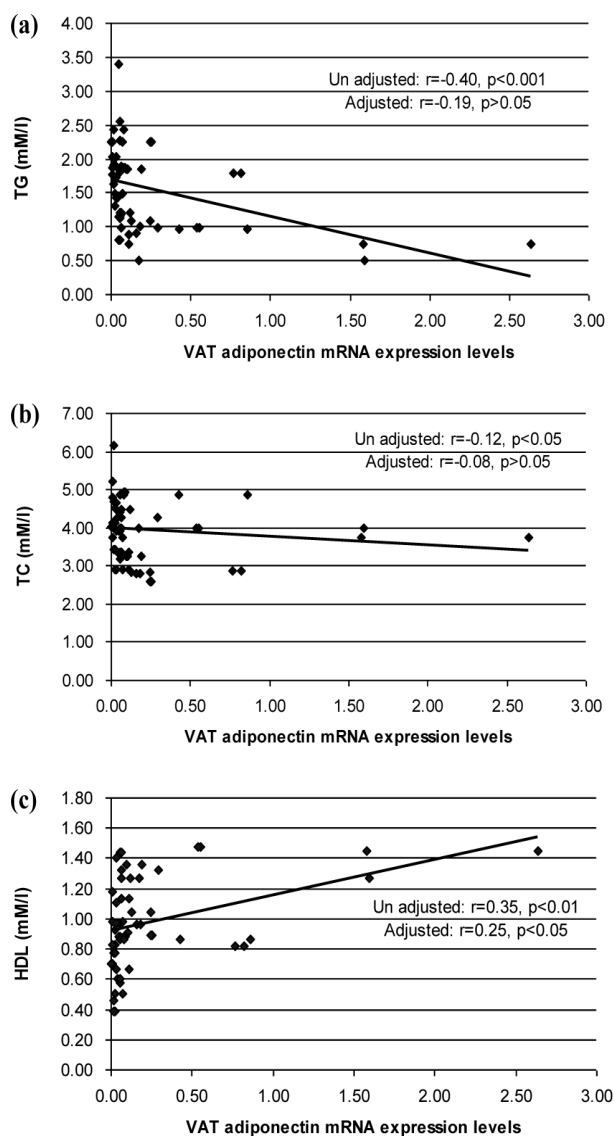 (a)
4.00
3.50
3.00
2.50
2.00
1.50
1.00
0.50
0.00
TG (mM/l)
Un adjusted: r=-0.40, p<0.001
Adjusted: r=-0.19, p>0.05
0.00 0.50 1.00 1.50 2.00 2.50 3.00
VAT adiponectin mRNA expression levels
(b)
7.00
6.00
5.00
4.00
3.00
2.00
1.00
0.00
TC (mM/l)
Un adjusted: r=-0.12, p<0.05
Adjusted: r=-0.08, p>0.05
0.00 0.50 1.00 1.50 2.00 2.50 3.00
VAT adiponectin mRNA expression levels
(c)
1.80
1.60
1.40
1.20
1.00
0.80
0.60
0.40
0.20
0.00
HDL (mM/l)
Un adjusted: r=0.35, p<0.01
Adjusted: r=0.25, p<0.05
0.00 0.50 1.00 1.50 2.00 2.50 3.00
VAT adiponectin mRNA expression levels